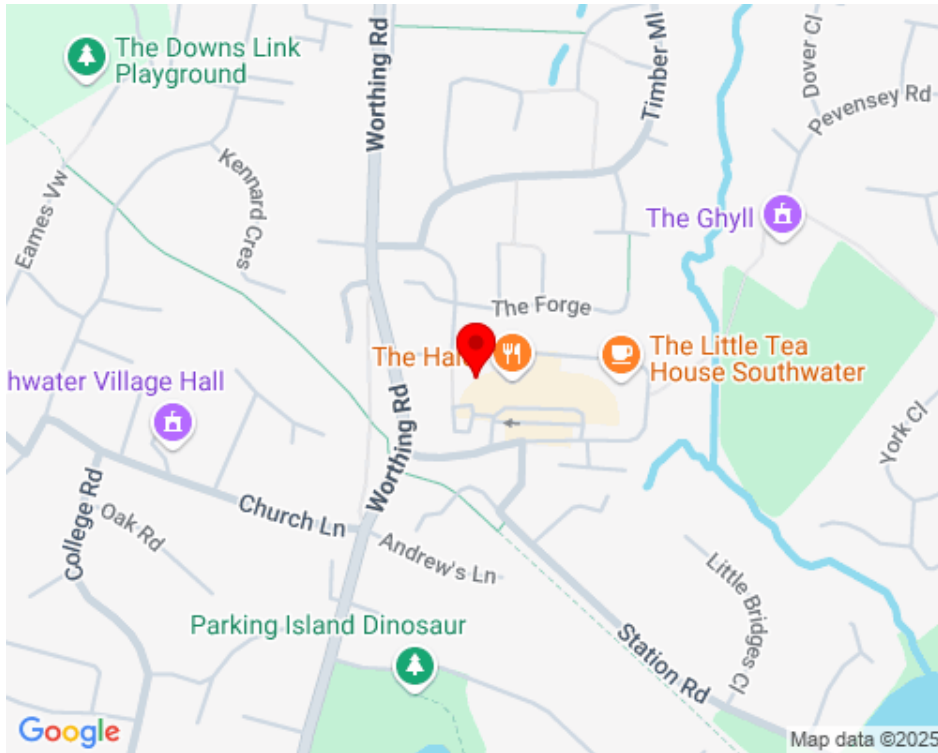 The Downs Link
Playground
Worthing Rd
Timber Ml
Dover Cl
Pevensey Rd
Kennard Cres
Eames Vw
The Ghyll
The Forge
The Ha
The Little Tea
House Southwater
hwater Village Hall
Worthing Rd
York Cl
College Rd
Oak Rd
Church Ln
Andrew's Ln
Little Bridges Cl
Parking Island Dinosaur
Station Rd
Google
Map data ©2025